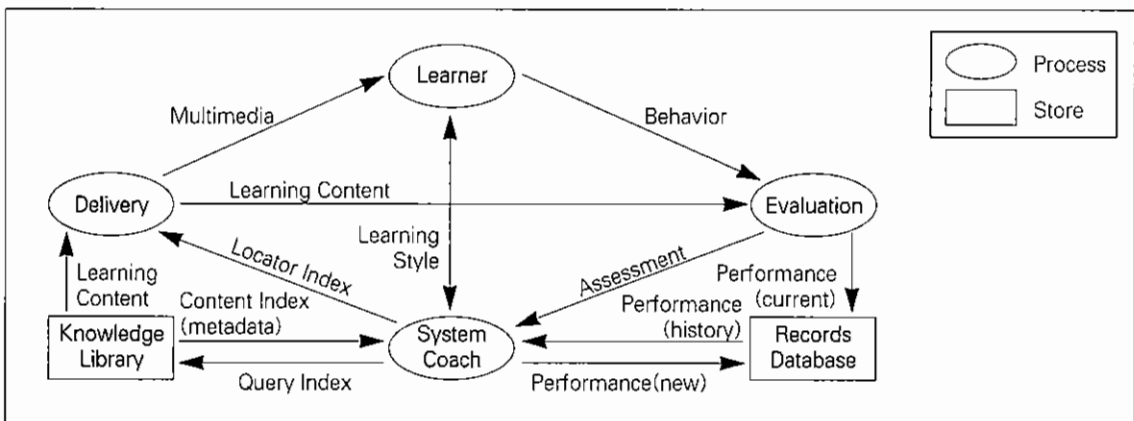 Learner
Process
Store
Multimedia
Behavior
Delivery
Learning Content
Evaluation
Learning
Style
Locator Index
Assessment
Learning
Content
Content Index
(metadata)
Performance
(current)
Performance
(history)
Knowledge
Library
System
Coach
Records
Database
Query Index
Performance(new)